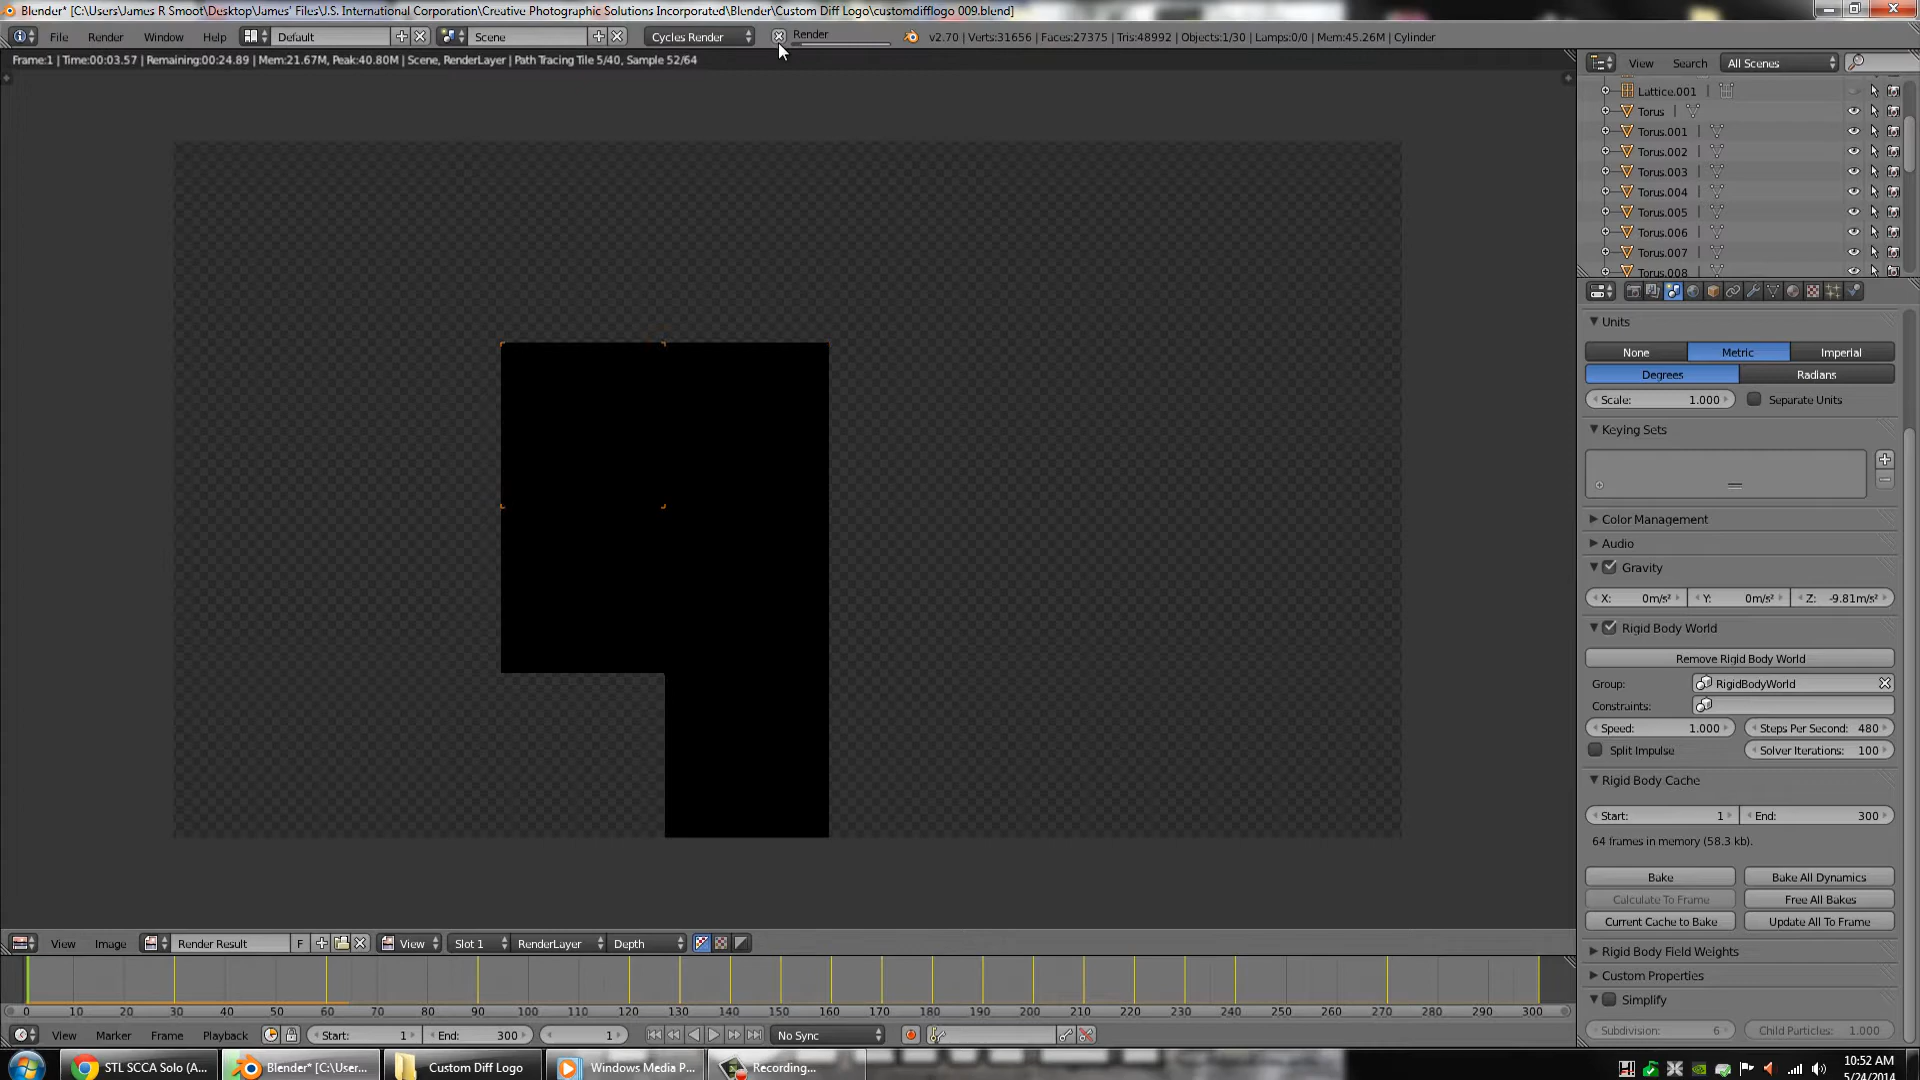 Blender* [C:\Users\James R Smoot\Desktop\James' Files\U.S. International Corporation\Creative Photographic Solutions Incorporated\Blender\Custom Diff Logo\customdifflogo 009.blend]
File Render Window Help Default Scene Cycles Render Render v2.70 | Verts:31656 | Faces:27375 | Tris:48992 | Objects:1/30 | Lamps:0/0 | Mem:45.26M | Cylinder
Frame:1 | Time:00:03.57 | Remaining:00:24.89 | Mem:21.67M, Peak:40.80M | Scene, RenderLayer | Path Tracing Tile 5/40, Sample 52/64
View Search All Scenes
Lattice.001
Torus
Torus.001
Torus.002
Torus.003
Torus.004
Torus.005
Torus.006
Torus.007
Torus.008
Units
None Metric Imperial
Degrees Radians
Scale: 1.000 Separate Units
Keying Sets
Color Management
Audio
Gravity
X: 0m/s² Y: 0m/s² Z: -9.81m/s²
Rigid Body World
Remove Rigid Body World
Group: RigidBodyWorld
Constraints:
Speed: 1.000 Steps Per Second: 480
Split Impulse Solver Iterations: 100
Rigid Body Cache
Start: 1 End: 300
64 frames in memory (58.3 kb).
Bake Bake All Dynamics
Calculate To Frame Free All Bakes
Current Cache to Bake Update All To Frame
Rigid Body Field Weights
Custom Properties
Simplify
Subdivision: 6 Child Particles: 1.000
View Image Render Result F View Slot 1 RenderLayer Depth
0 10 20 30 40 50 60 70 80 90 100 110 120 130 140 150 160 170 180 190 200 210 220 230 240 250 260 270 280 290 300
View Marker Frame Playback Start: 1 End: 300 1 No Sync
STL SCCA Solo (A... Blender* [C:\User... Custom Diff Logo Windows Media P... Recording...
10:52 AM
5/24/2014